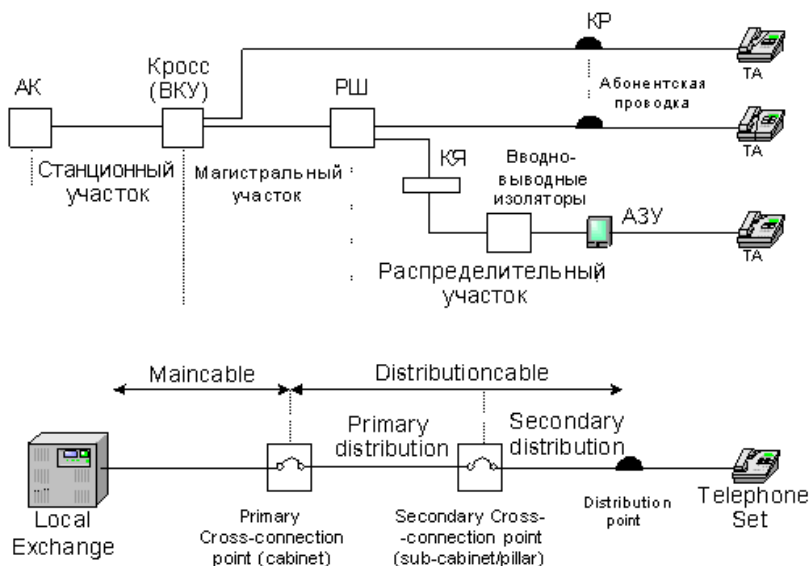 КР
Кросс
(ВКУ)
АК
РШ
ТА
Абонентская
проводка
ТА
Станционный
участок
Магистральный
участок
КЯ
Вводно-
выводные
изоляторы
АЗУ
ТА
Распределительный
участок
Maincable
Distributioncable
Primary
distribution
Secondary
distribution
Local
Exchange
Primary
Cross-connection
point (cabinet)
Secondary Cross-
-connection point
(sub-cabinet/pillar)
Distribution
point
Telephone
Set